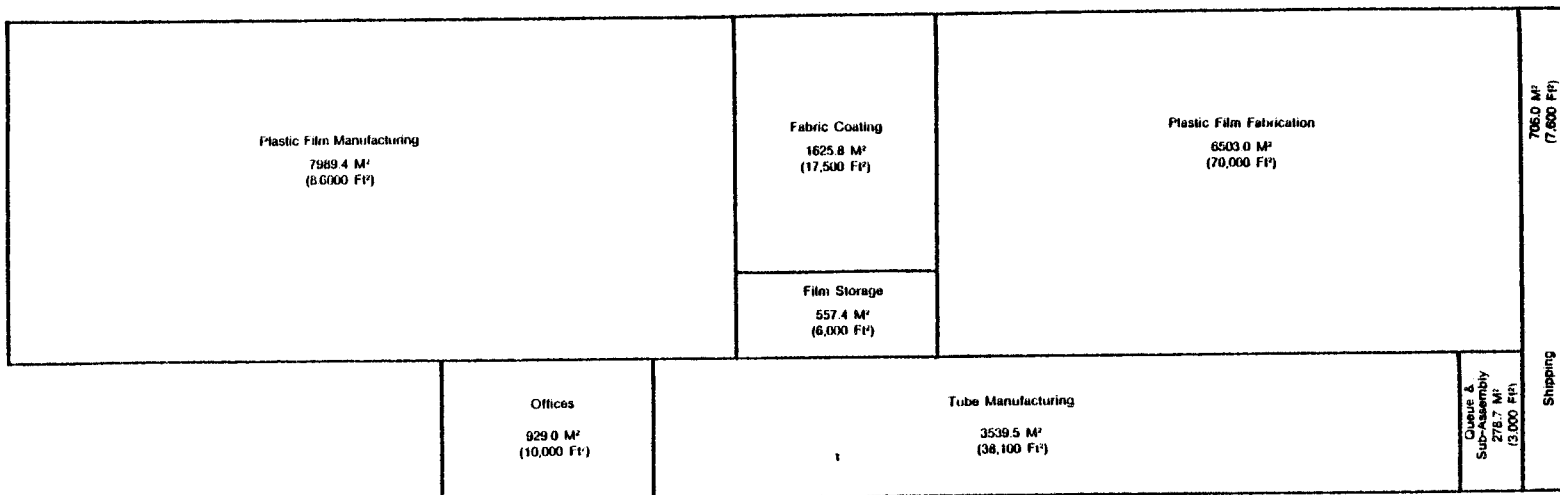 Plastic Film Manufacturing
7989.4 M²
(8.6000 Ft²)
Fabric Coating
1625.8 M²
(17,500 Ft²)
Plastic Film Fabrication
6503.0 M²
(70,000 Ft²)
706.0 M²
(7,600 Ft²)
Shipping
Film Storage
557.4 M²
(6,000 Ft²)
Offices
929.0 M²
(10,000 Ft²)
Tube Manufacturing
3539.5 M²
(38,100 Ft²)
Queue &
Sub-Assembly
278.7 M²
(3,000 Ft²)